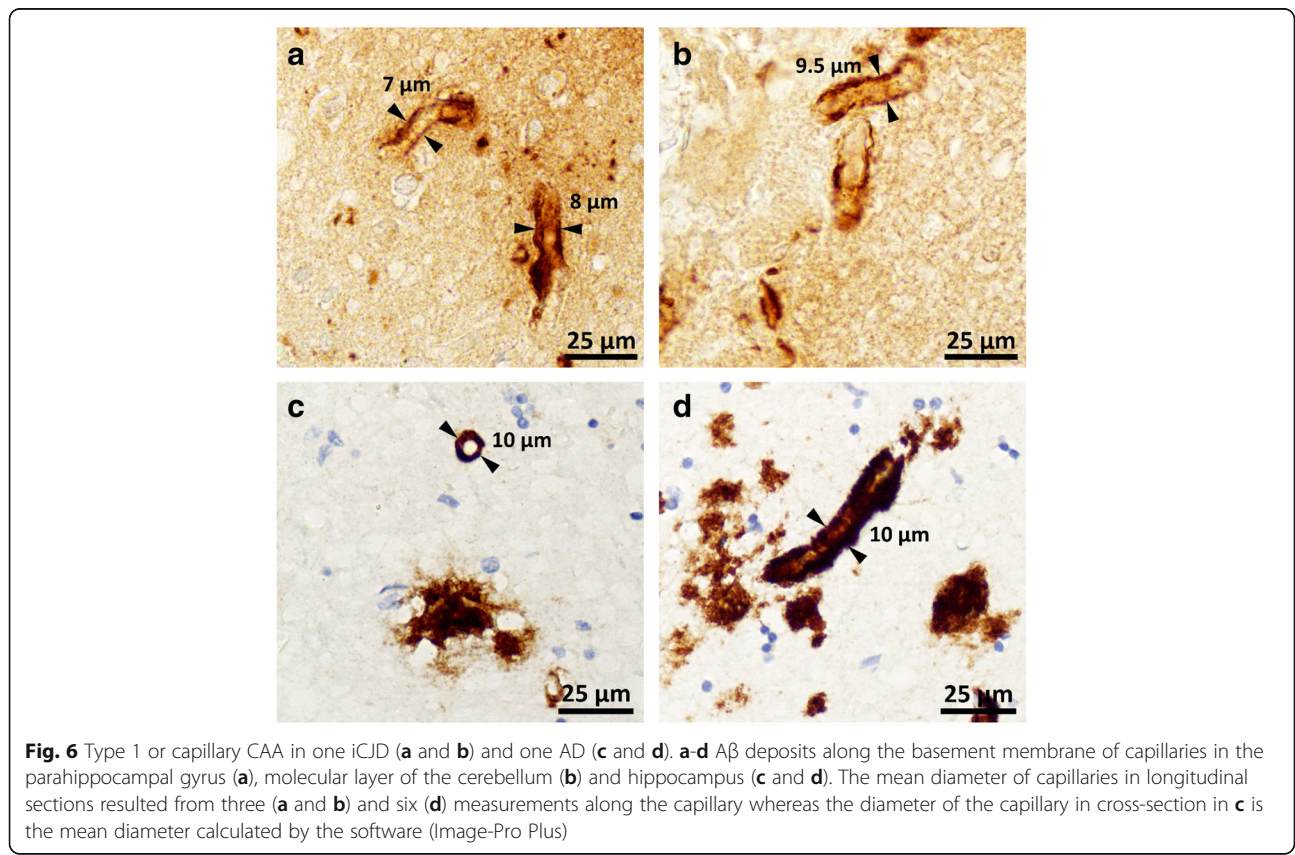 a
7 µm
8 µm
25 µm
b
9.5 µm
25 µm
c
10 µm
25 µm
d
10 µm
25 µm
Fig. 6 Type 1 or capillary CAA in one iCJD (a and b) and one AD (c and d). a-d Aβ deposits along the basement membrane of capillaries in the
parahippocampal gyrus (a), molecular layer of the cerebellum (b) and hippocampus (c and d). The mean diameter of capillaries in longitudinal
sections resulted from three (a and b) and six (d) measurements along the capillary whereas the diameter of the capillary in cross-section in c is
the mean diameter calculated by the software (Image-Pro Plus)